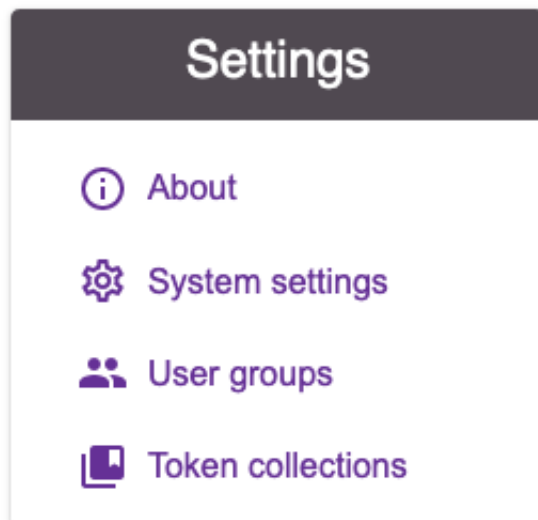 Settings
About
System settings
User groups
Token collections